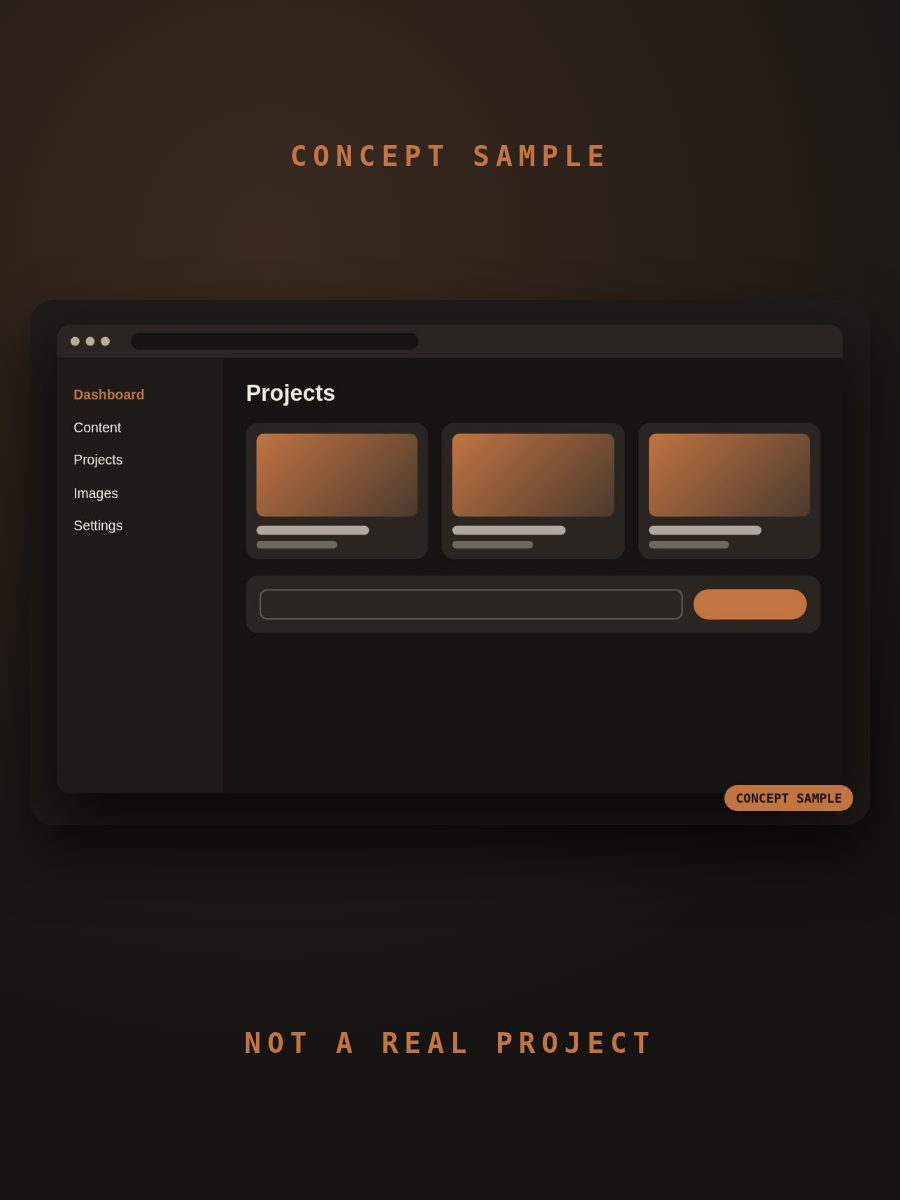 CONCEPT SAMPLE
Dashboard
Content
Projects
Images
Settings
Projects
CONCEPT SAMPLE
NOT A REAL PROJECT